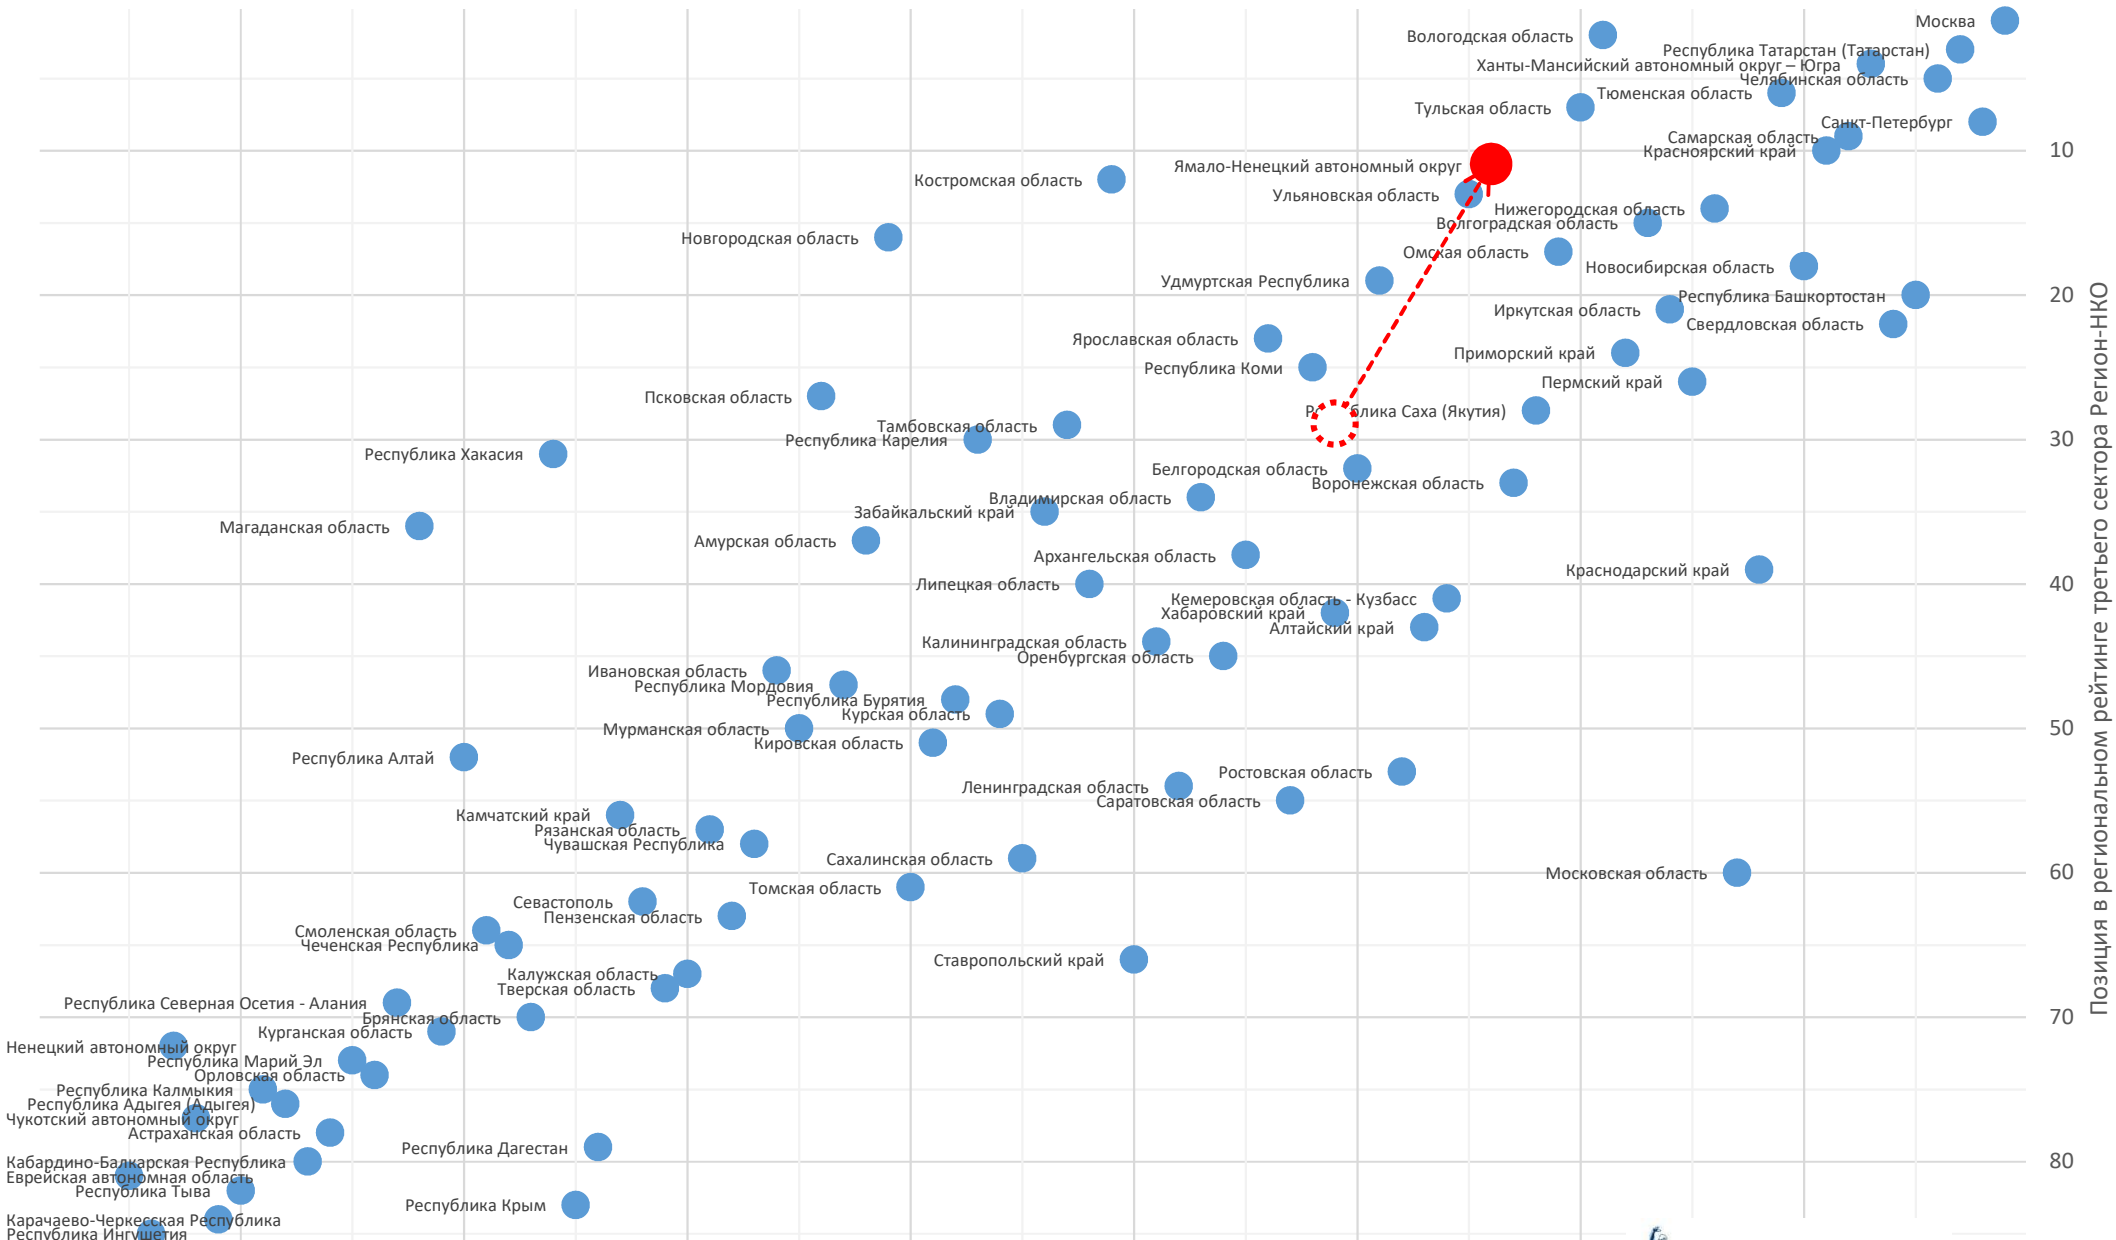 Москва
Вологодская область
Республика Татарстан (Татарстан)
Ханты-Мансийский автономный округ – Югра
Челябинская область
Тюменская область
Тульская область
Санкт-Петербург
Самарская область
Красноярский край
10
Ямало-Ненецкий автономный округ
Костромская область
Ульяновская область
Нижегородская область
Волгоградская область
Новгородская область
Омская область
Новосибирская область
Удмуртская Республика
Республика Башкортостан
20
Иркутская область
Свердловская область
Ярославская область
Приморский край
Республика Коми
Пермский край
Псковская область
Республика Саха (Якутия)
Тамбовская область
Республика Карелия
30
Республика Хакасия
Белгородская область
Воронежская область
Владимирская область
Забайкальский край
Магаданская область
Амурская область
Архангельская область
Краснодарский край
Липецкая область
40
Кемеровская область - Кузбасс
Хабаровский край
Алтайский край
Калининградская область
Оренбургская область
Ивановская область
Республика Мордовия
Республика Бурятия
Курская область
Мурманская область
50
Кировская область
Республика Алтай
Ростовская область
Ленинградская область
Саратовская область
Камчатский край
Рязанская область
Чувашская Республика
Сахалинская область
Московская область
60
Томская область
Севастополь
Пензенская область
Смоленская область
Чеченская Республика
Ставропольский край
Калужская область
Тверская область
Республика Северная Осетия - Алания
Брянская область
70
Курганская область
Ненецкий автономный округ
Республика Марий Эл
Орловская область
Республика Калмыкия
Республика Адыгея (Адыгея)
Чукотский автономный округ
Астраханская область
Республика Дагестан
Кабардино-Балкарская Республика
80
Еврейская автономная область
Республика Тыва
Республика Крым
Карачаево-Черкесская Республика
Республика Ингушетия
Позиция в региональном рейтинге третьего сектора Регион-НКО